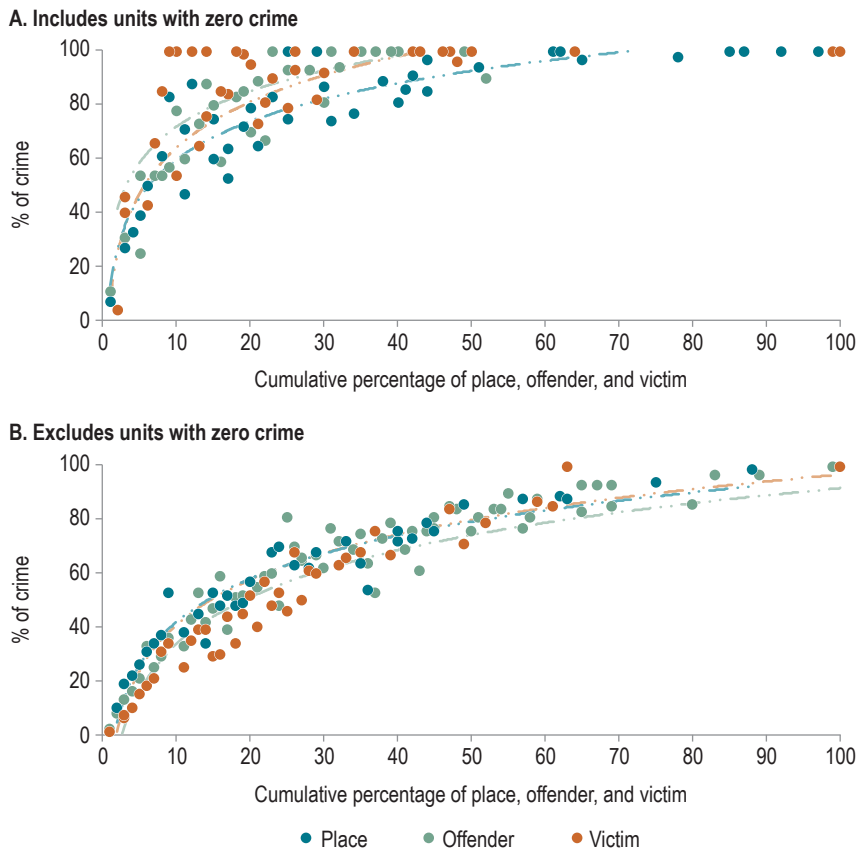 A. Includes units with zero crime
100
80
60
40
20
0
% of crime
0 10 20 30 40 50 60 70 80 90 100
Cumulative percentage of place, offender, and victim
B. Excludes units with zero crime
100
80
60
40
20
0
% of crime
0 10 20 30 40 50 60 70 80 90 100
Cumulative percentage of place, offender, and victim
Place Offender Victim